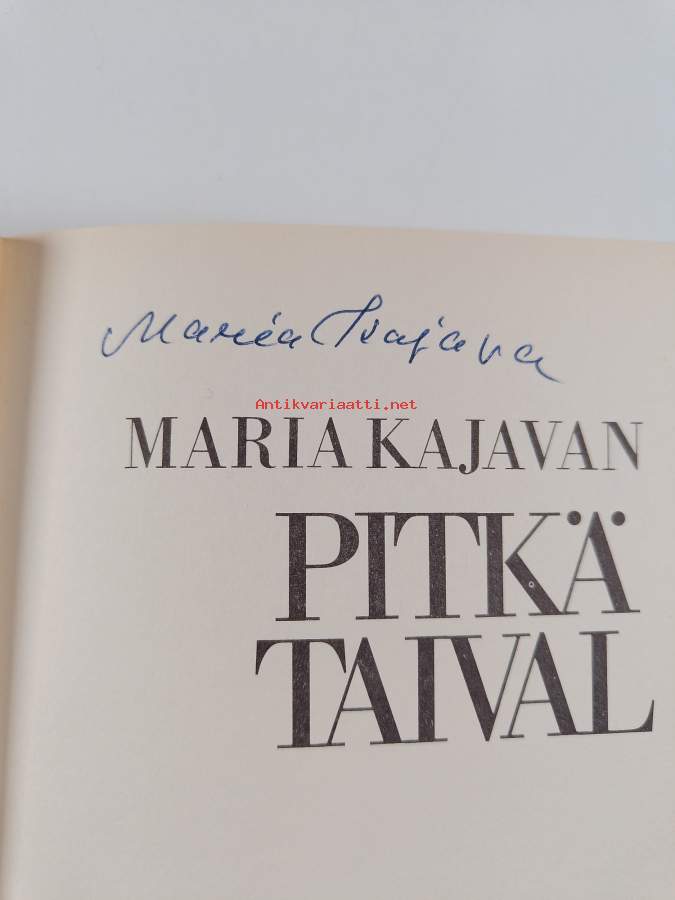 Maria Kajava
Antikvariaatti.net
MARIA KAJAVAN
PITKÄ
TAIVAL